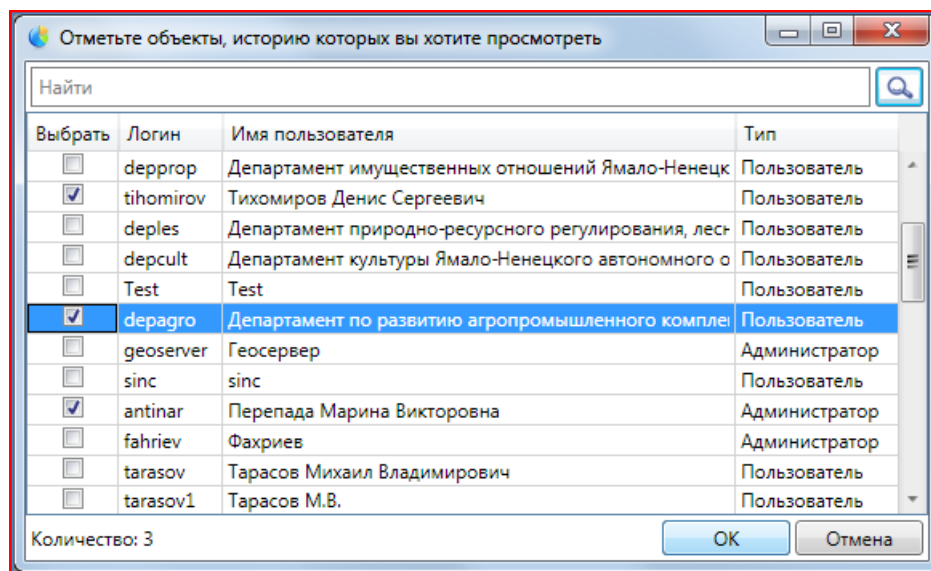 Отметьте объекты, историю которых вы хотите просмотреть
Найти
Выбрать Логин Имя пользователя Тип
depprop Департамент имущественных отношений Ямало-Ненецк Пользователь
tihomirov Тихомиров Денис Сергеевич Пользователь
deples Департамент природно-ресурсного регулирования, Пользователь
depcult Департамент культуры Ямало-Ненецкого автономного о Пользователь
Test Test Пользователь
depagro Департамент по развитию агропромышленного Пользователь
geoserver Геосервер Администратор
sinc sinc Пользователь
antinar Перепада Марина Викторовна Администратор
fahriev Фахриев Администратор
tarasov Тарасов Михаил Владимирович Пользователь
tarasov1 Тарасов М.В. Пользователь
Количество: 3 OK Отмена